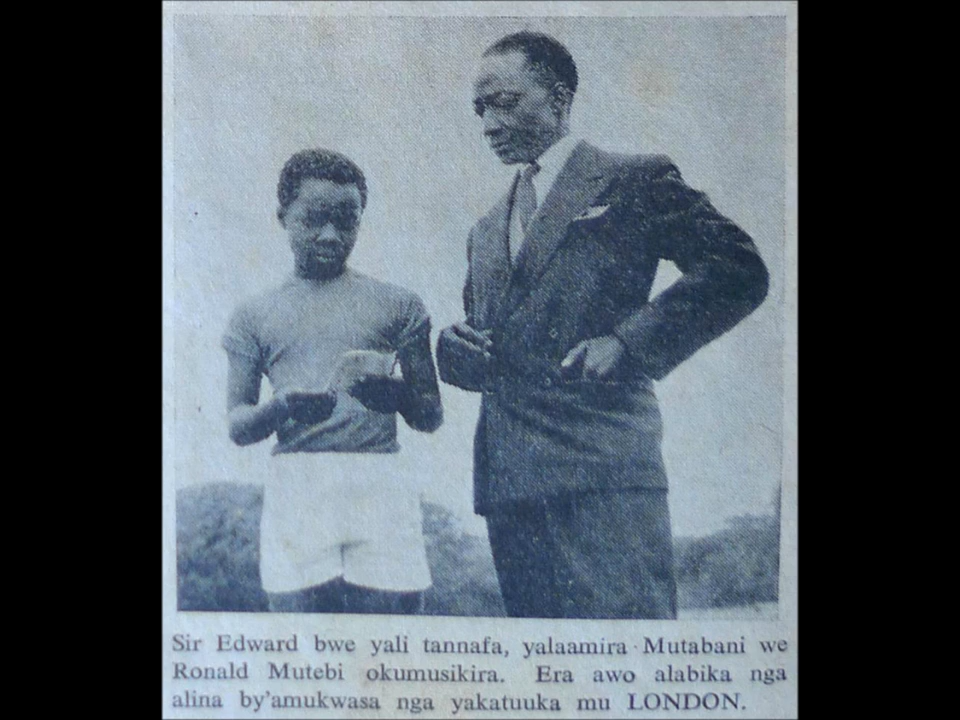 Sir Edward bwe yali tannafa, yalaamira Mutabani we
Ronald Mutebi okumusikira. Era awo alabika nga
alina by'amukwasa nga yakatuuka mu LONDON.